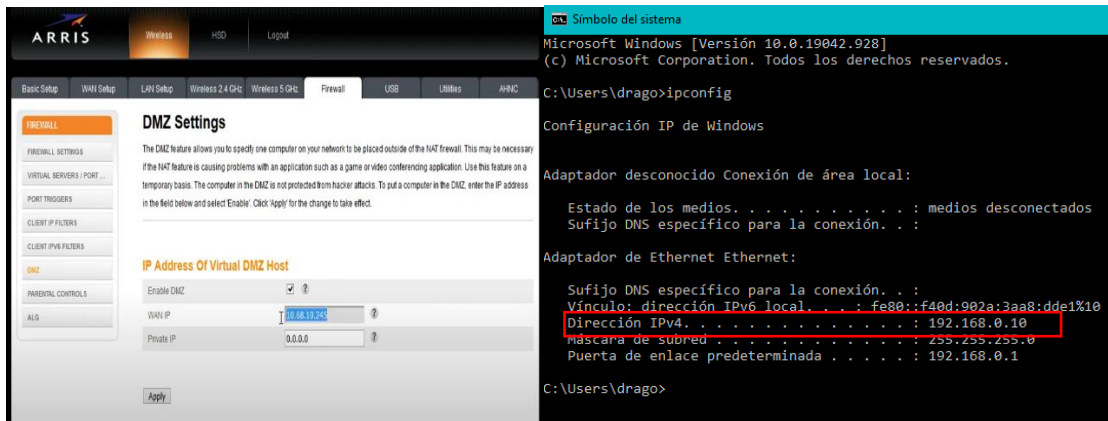 ARRIS
Wireless
HSD
Logout
Basic Setup
WAN Setup
LAN Setup
Wireless 2.4 GHz
Wireless 5 GHz
Firewall
USB
Utilities
AHNC
FIREWALL
FIREWALL SETTINGS
VIRTUAL SERVERS / PORT ...
PORT TRIGGERS
CLIENT IP FILTERS
CLIENT IPV6 FILTERS
DMZ
PARENTAL CONTROLS
ALG
DMZ Settings
The DMZ feature allows you to specify one computer on your network to be placed outside of the NAT firewall. This may be necessary
if the NAT feature is causing problems with an application such as a game or video conferencing application. Use this feature on a
temporary basis. The computer in the DMZ is not protected from hacker attacks. To put a computer in the DMZ, enter the IP address
in the field below and select 'Enable'. Click 'Apply' for the change to take effect.
IP Address Of Virtual DMZ Host
Enable DMZ
WAN IP 10.68.10.245
Private IP 0.0.0.0
Apply
Símbolo del sistema
Microsoft Windows [Versión 10.0.19042.928]
(c) Microsoft Corporation. Todos los derechos reservados.
C:\Users\drago>ipconfig
Configuración IP de Windows
Adaptador desconocido Conexión de área local:
Estado de los medios. . . . . . . . . . . : medios desconectados
Sufijo DNS específico para la conexión. . :
Adaptador de Ethernet Ethernet:
Sufijo DNS específico para la conexión. . :
Vínculo: dirección IPv6 local. . . : fe80::f40d:902a:3aa8:dde1%10
Dirección IPv4. . . . . . . . . . . . . . : 192.168.0.10
Máscara de subred . . . . . . . . . . . . : 255.255.255.0
Puerta de enlace predeterminada . . . . . : 192.168.0.1
C:\Users\drago>